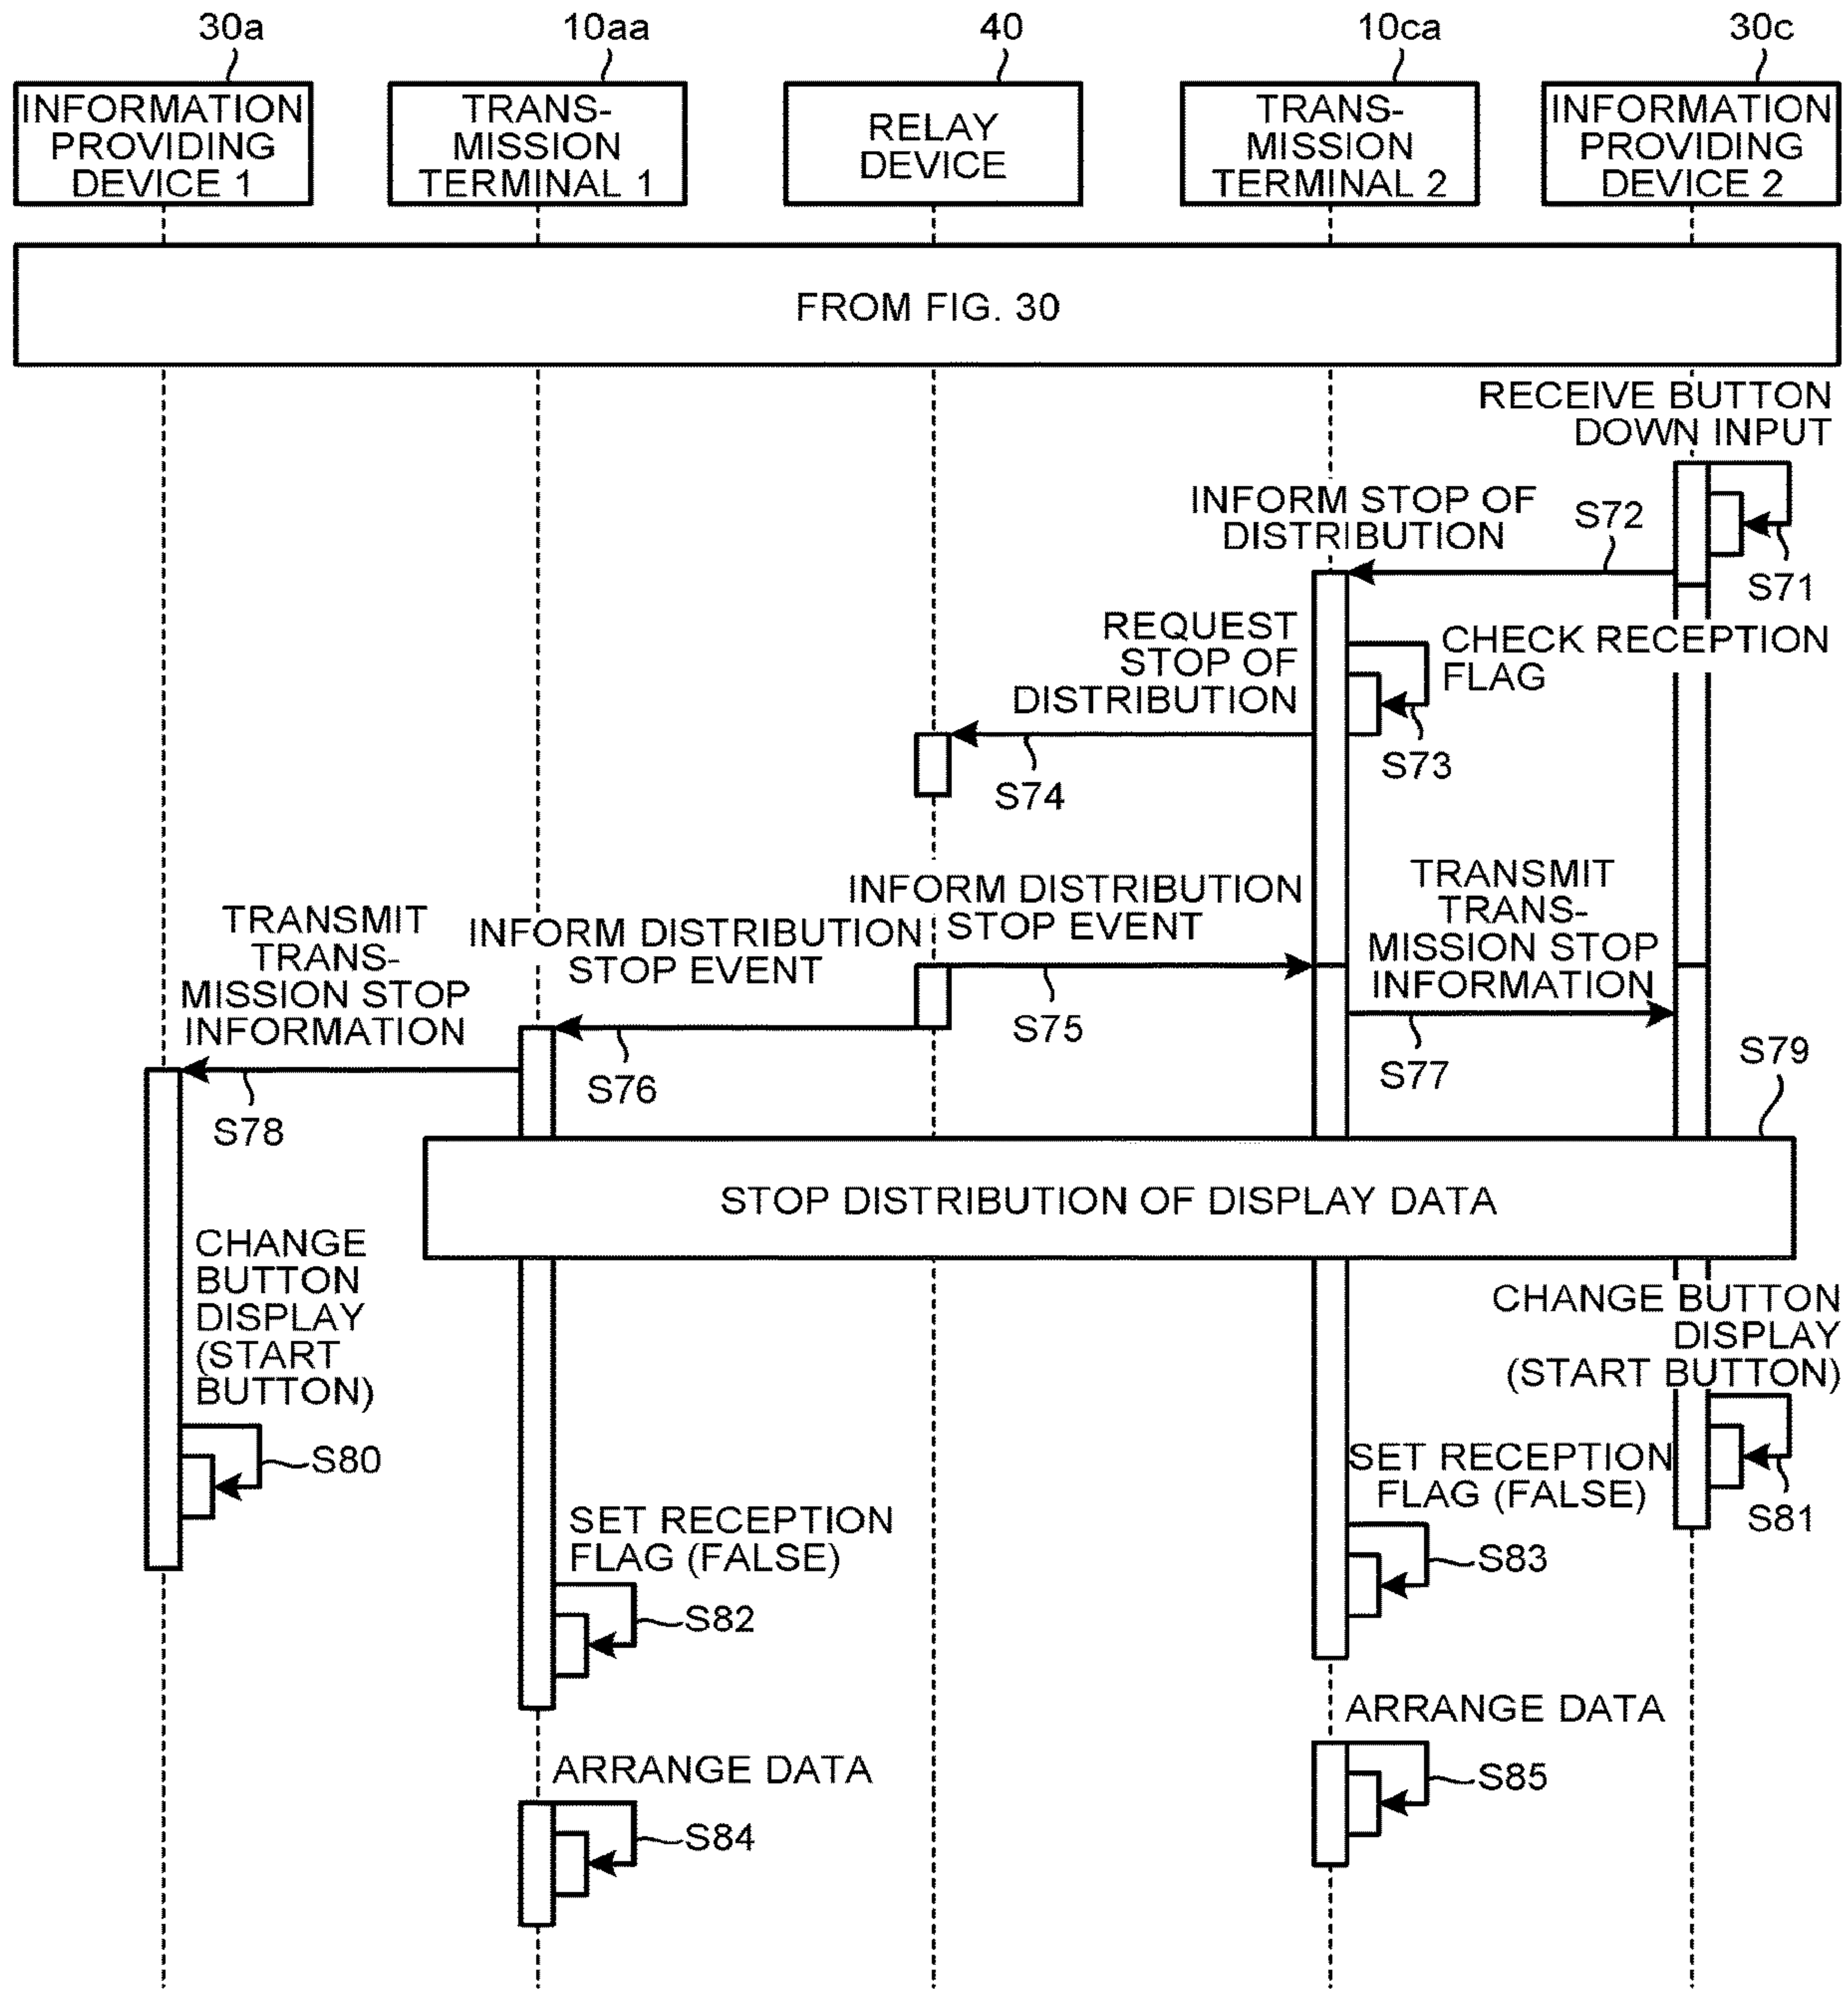 30a
10aa
40
10ca
30c
INFORMATION
PROVIDING
DEVICE 1
TRANS-
MISSION
TERMINAL 1
RELAY
DEVICE
TRANS-
MISSION
TERMINAL 2
INFORMATION
PROVIDING
DEVICE 2
FROM FIG. 30
RECEIVE BUTTON
DOWN INPUT
S71
INFORM STOP OF
DISTRIBUTION
S72
CHECK RECEPTION
FLAG
S73
REQUEST
STOP OF
DISTRIBUTION
S74
INFORM DISTRIBUTION
STOP EVENT
S75
INFORM DISTRIBUTION
STOP EVENT
S76
TRANSMIT
TRANS-
MISSION STOP
INFORMATION
S77
TRANSMIT
TRANS-
MISSION STOP
INFORMATION
S78
S79
STOP DISTRIBUTION OF DISPLAY DATA
CHANGE
BUTTON
DISPLAY
(START
BUTTON)
S80
CHANGE BUTTON
DISPLAY
(START BUTTON)
S81
SET RECEPTION
FLAG (FALSE)
S82
SET RECEPTION
FLAG (FALSE)
S83
ARRANGE DATA
S84
ARRANGE DATA
S85